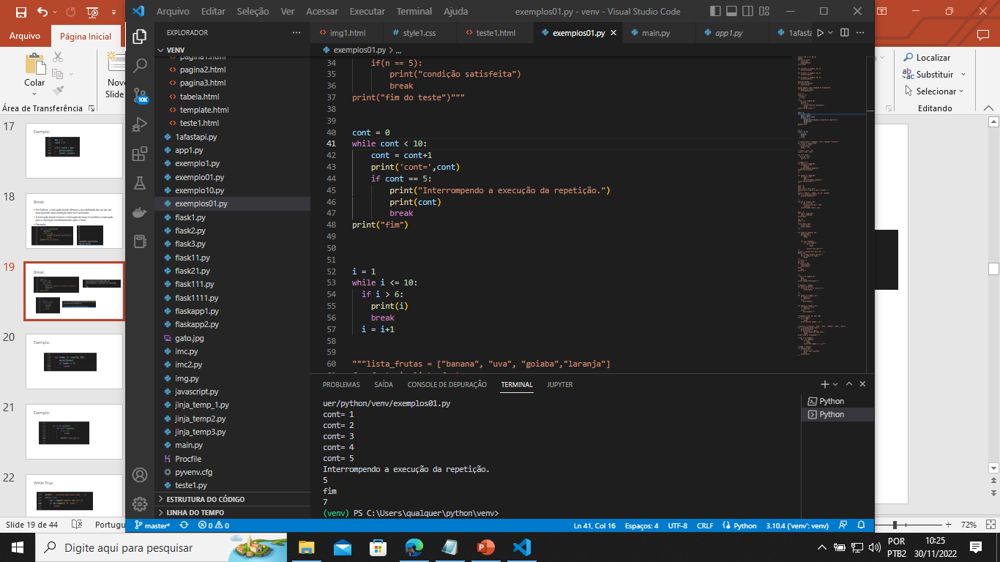 Arquivo Editar Seleção Ver Acessar Executar Terminal Ajuda
exemplos01.py - venv - Visual Studio Code
Arquivo
Página Inicial
Colar
Novo
Slide
Área de Transferência
17
Exemplo:
18
Break:
19
Break:
20
Exemplo:
21
Exemplo:
22
While True:
Slide 19 de 44
EXPLORADOR
VENV
pagina1.html
pagina2.html
pagina3.html
tabela.html
template.html
teste1.html
1afastapi.py
app1.py
exemplo1.py
exemplo01.py
exemplo10.py
exemplos01.py
flask1.py
flask2.py
flask3.py
flask11.py
flask21.py
flask111.py
flask1111.py
flaskapp1.py
flaskapp2.py
gato.jpg
imc.py
imc2.py
img.py
javascript.py
jinja_temp_1.py
jinja_temp2.py
jinja_temp3.py
main.py
Procfile
pyvenv.cfg
teste1.py
ESTRUTURA DO CÓDIGO
LINHA DO TEMPO
10K
img1.html
style1.css
teste1.html
exemplos01.py
main.py
app1.py
1afasta
exemplos01.py > ...
34 if(n == 5):
35 print("condição satisfeita")
36 break
37 print("fim do teste")"""
38
39
40 cont = 0
41 while cont < 10:
42 cont = cont+1
43 print('cont=',cont)
44 if cont == 5:
45 print("Interrompendo a execução da repetição.")
46 print(cont)
47 break
48 print("fim")
49
50
51
52 i = 1
53 while i <= 10:
54 if i > 6:
55 print(i)
56 break
57 i = i+1
58
59
60 """lista_frutas = ["banana", "uva", "goiaba","laranja"]
PROBLEMAS SAÍDA CONSOLE DE DEPURAÇÃO TERMINAL JUPYTER
uer/python/venv/exemplos01.py
cont= 1
cont= 2
cont= 3
cont= 4
cont= 5
Interrompendo a execução da repetição.
5
fim
7
(venv) PS C:\Users\qualquer\python\venv>
Python
Python
master* 0 0
Ln 41, Col 16 Espaços: 4 UTF-8 CRLF Python 3.10.4 ('venv': venv)
Localizar
Substituir
Selecionar
Editando
72%
Digite aqui para pesquisar
POR
PTB2
10:25
30/11/2022